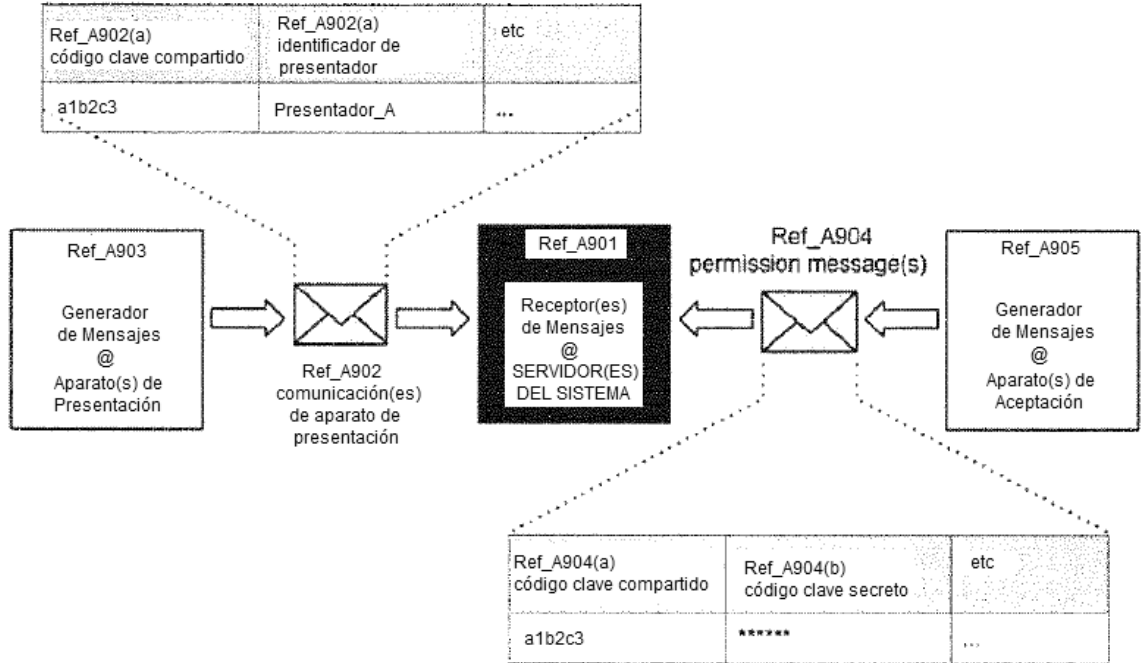 Ref_A902(a)
código clave compartido
Ref_A902(a)
identificador de
presentador
etc
a1b2c3
Presentador_A
...
Ref_A903
Generador
de Mensajes
@
Aparato(s) de
Presentación
Ref_A902
comunicación(es)
de aparato de
presentación
Ref_A901
Receptor(es)
de Mensajes
@
SERVIDOR(ES)
DEL SISTEMA
Ref_A904
permission message(s)
Ref_A905
Generador
de Mensajes
@
Aparato(s) de
Aceptación
Ref_A904(a)
código clave compartido
Ref_A904(b)
código clave secreto
etc
a1b2c3
******
...